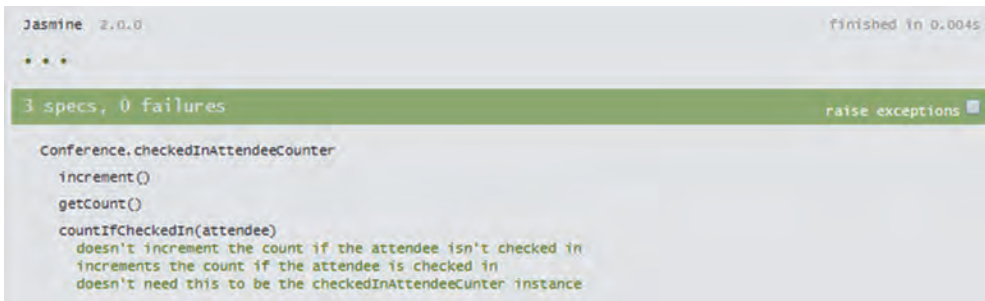 Jasmine 2.0.0 finished in 0.004s
• • •
3 specs, 0 failures raise exceptions
Conference.checkedInAttendeeCounter
increment()
getCount()
countIfCheckedIn(attendee)
doesn't increment the count if the attendee isn't checked in
increments the count if the attendee is checked in
doesn't need this to be the checkedInAttendeeCunter instance